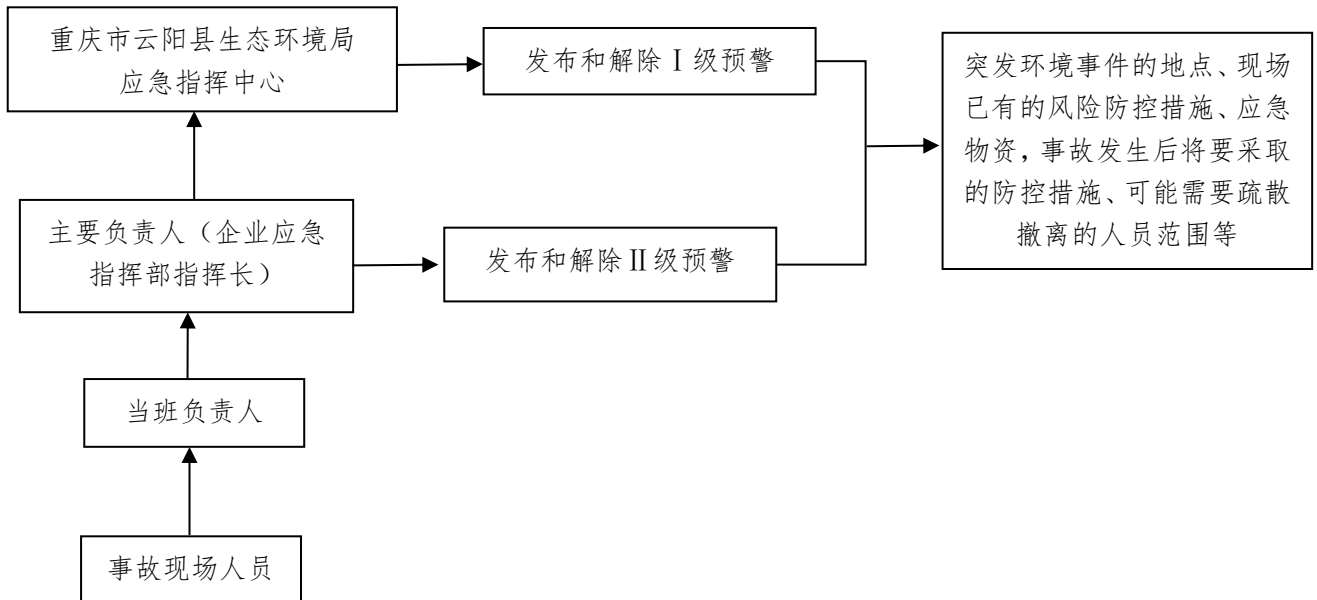 重庆市云阳县生态环境局
应急指挥中心
发布和解除Ⅰ级预警
突发环境事件的地点、现场
已有的风险防控措施、应急
物资，事故发生后将要采取
的防控措施、可能需要疏散
撤离的人员范围等
主要负责人（企业应急
指挥部指挥长）
发布和解除Ⅱ级预警
当班负责人
事故现场人员